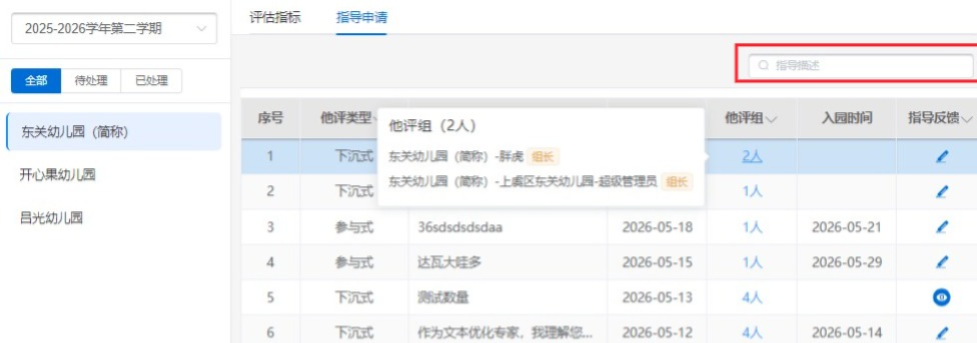 2025-2026学年第二学期
评估指标 指导申请
指导概述
全部 待处理 已处理
东关幼儿园（简称）
开心果幼儿园
吕光幼儿园
序号 他评类型 他评组 入园时间 指导反馈
他评组（2人）
东关幼儿园（简称）-群虎 组长
东关幼儿园（简称）-上虞区东关幼儿园-超级管理员 组长
1 下沉式 2人
2 下沉式 1人
3 参与式 36sdsdsdsdaa 2026-05-18 1人 2026-05-21
4 参与式 达瓦大哇多 2026-05-15 1人 2026-05-29
5 下沉式 测试数量 2026-05-13 4人
6 下沉式 作为文本优化专家，我理解您... 2026-05-12 4人 2026-05-14